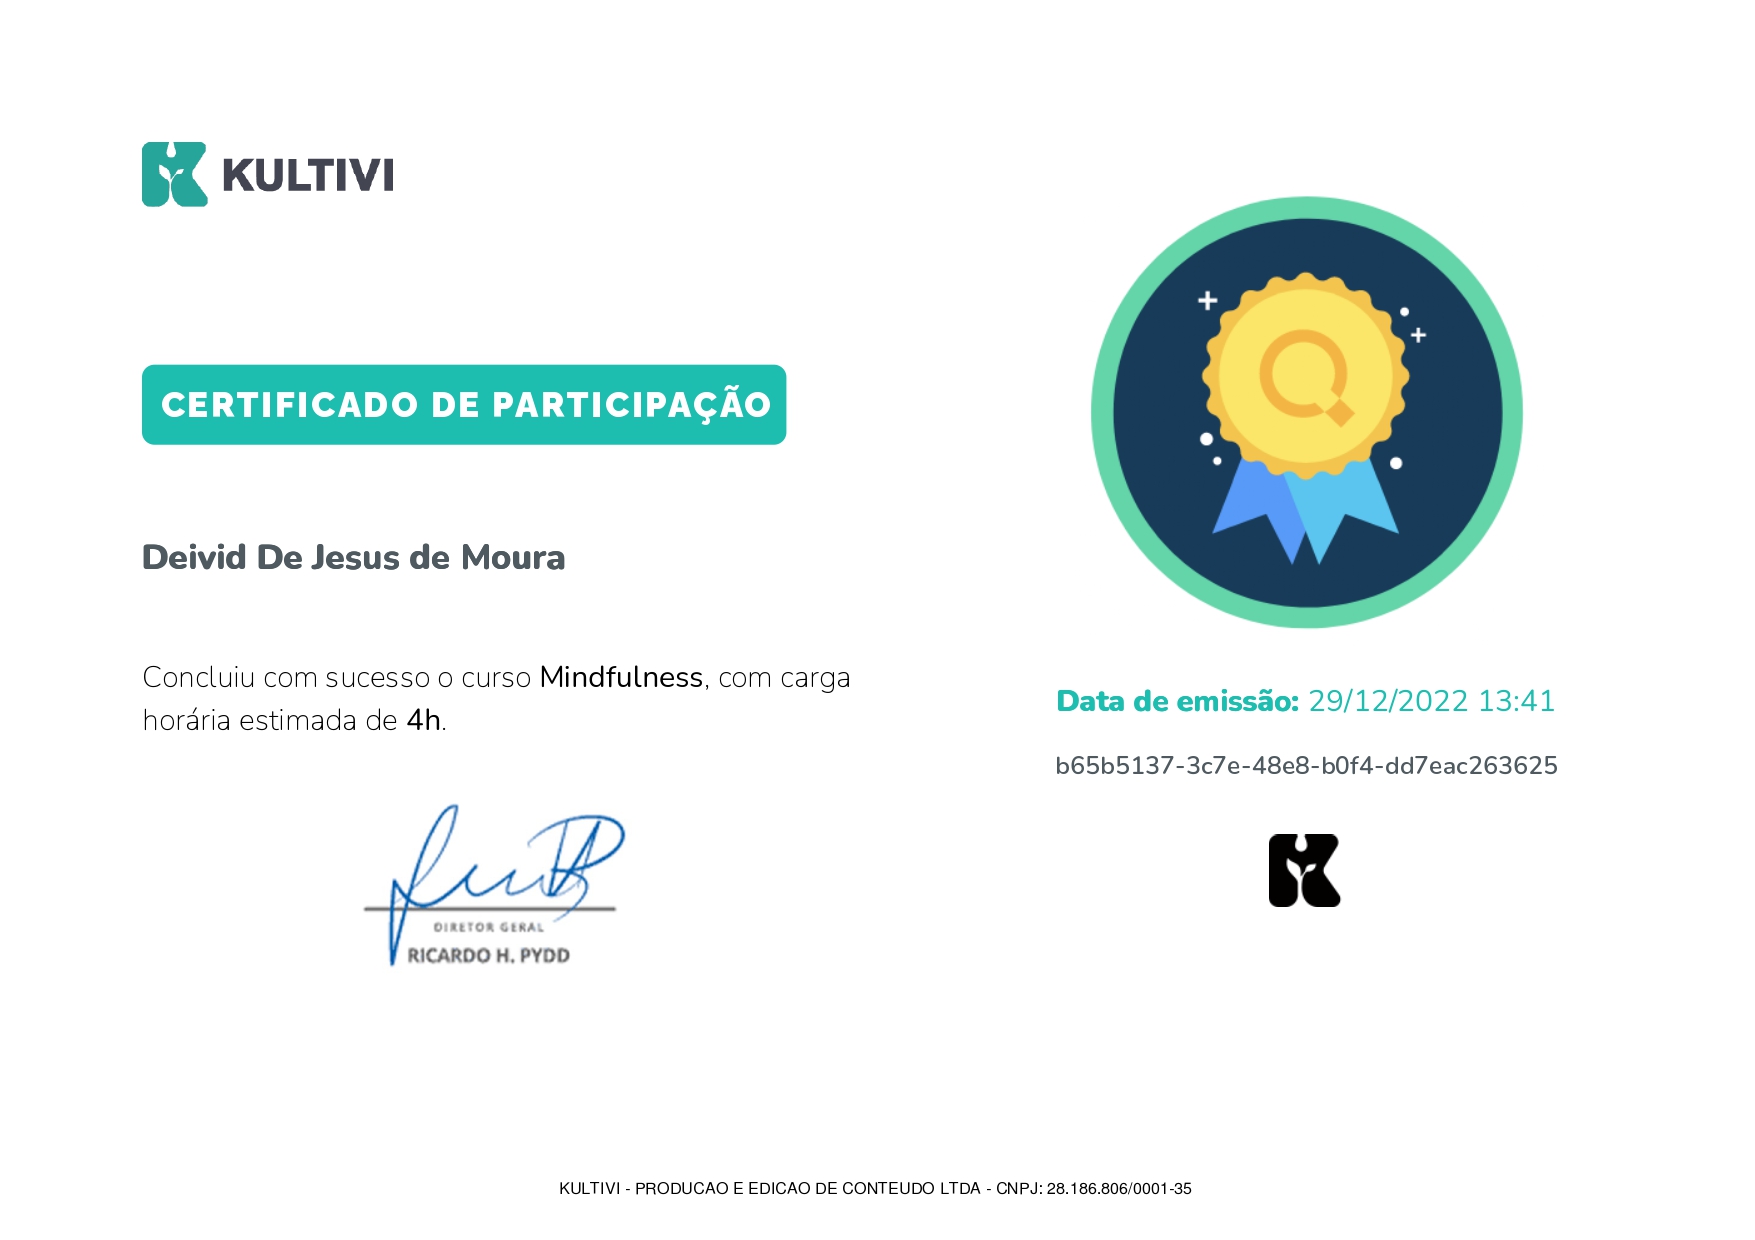 KULTIVI
CERTIFICADO DE PARTICIPAÇÃO
Deivid De Jesus de Moura
Concluiu com sucesso o curso Mindfulness, com carga
horária estimada de 4h.
DIRETOR GERAL
RICARDO H. PYDD
Data de emissão: 29/12/2022 13:41
b65b5137-3c7e-48e8-b0f4-dd7eac263625
KULTIVI - PRODUCAO E EDICAO DE CONTEUDO LTDA - CNPJ: 28.186.806/0001-35